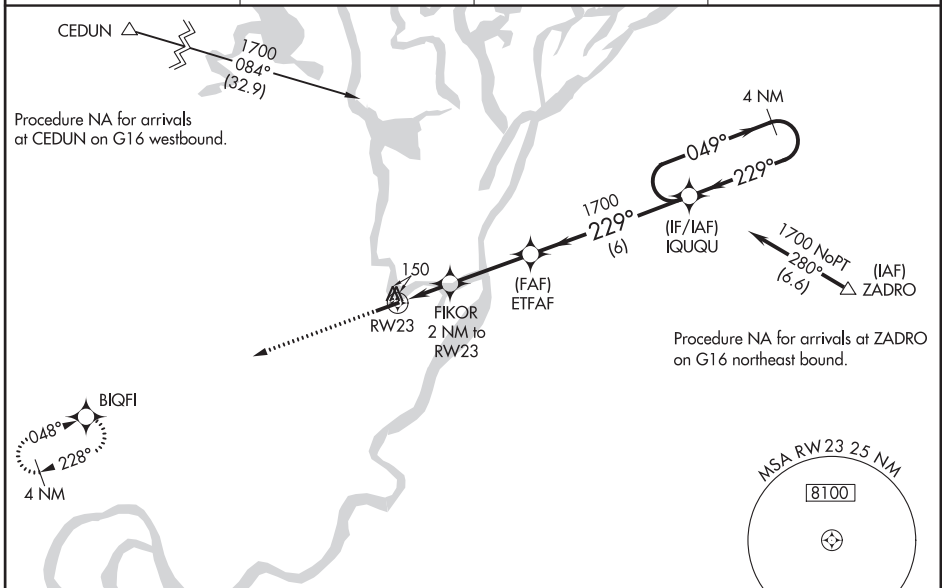 CEDUN
1700
084°
(32.9)
Procedure NA for arrivals
at CEDUN on G16 westbound.
4 NM
049°
229°
1700
229°
(6)
(IF/IAF)
IQUQU
1700 NoPT
280°
(6.6)
(IAF)
ZADRO
(FAF)
ETFAF
150
RW23
FIKOR
2 NM to
RW23
Procedure NA for arrivals at ZADRO
on G16 northeast bound.
BIQFI
048°
228°
4 NM
MSA RW23 25 NM
8100